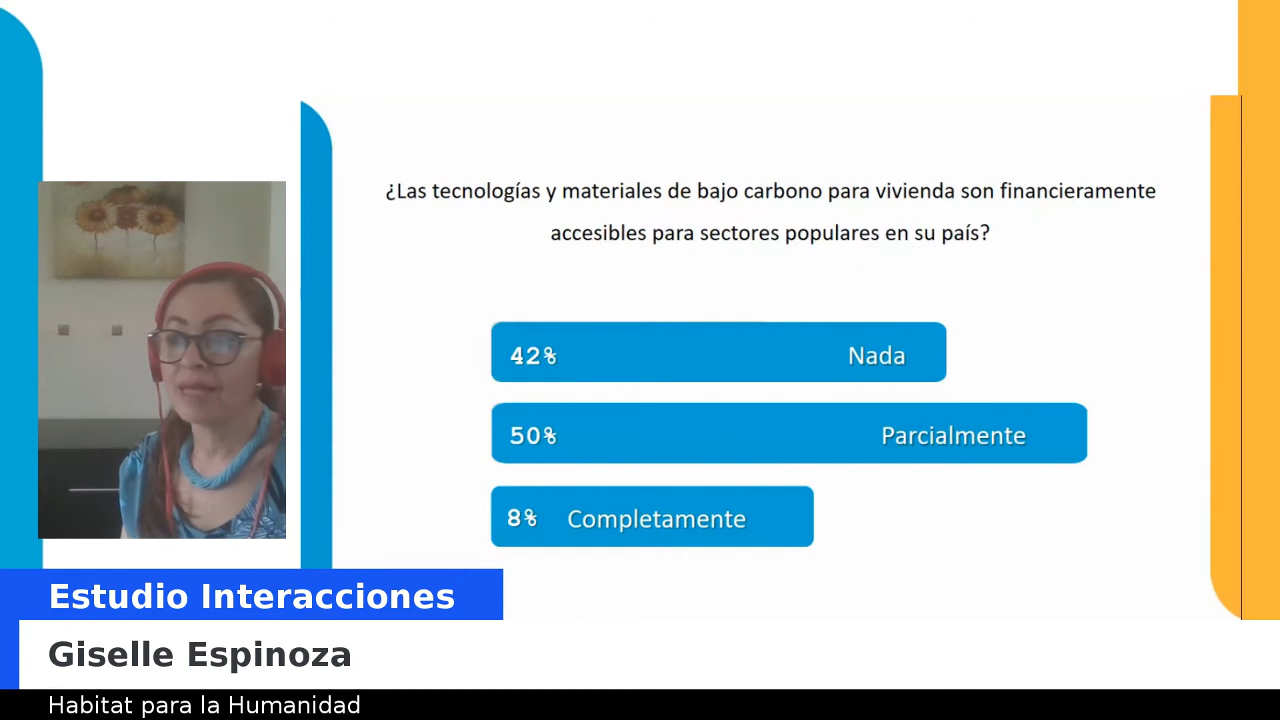 ¿Las tecnologías y materiales de bajo carbono para vivienda son financieramente
accesibles para sectores populares en su país?
42% Nada
50% Parcialmente
8% Completamente
Estudio Interacciones
Giselle Espinoza
Habitat para la Humanidad